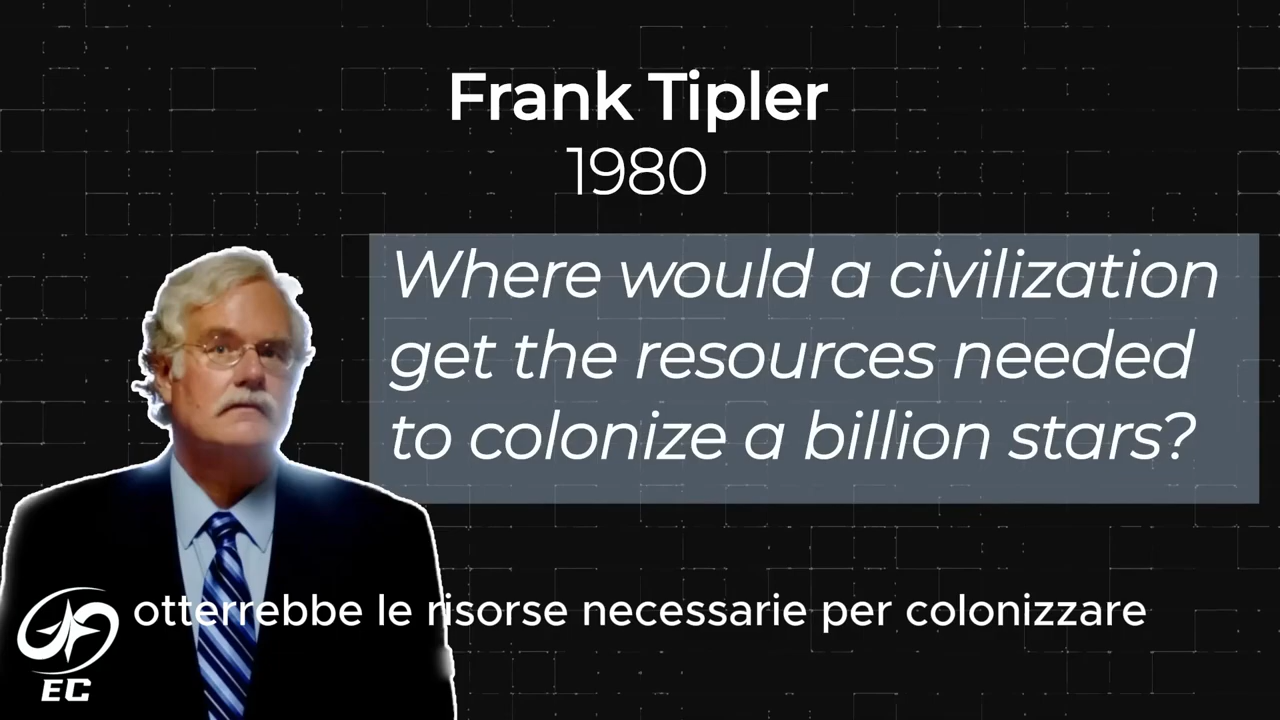 Frank Tipler
1980
Where would a civilization
get the resources needed
to colonize a billion stars?
otterrebbe le risorse necessarie per colonizzare
EC